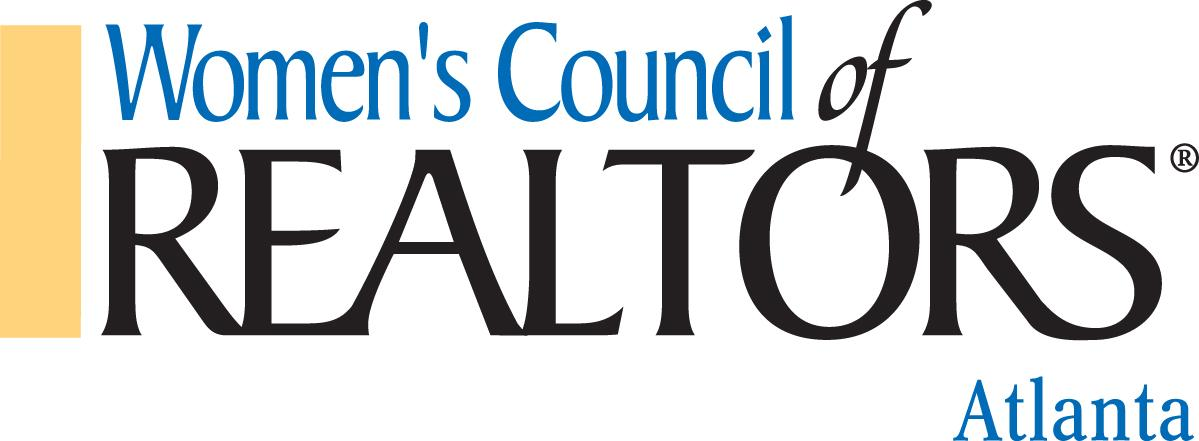 Women's Council of
REALTORS®
Atlanta